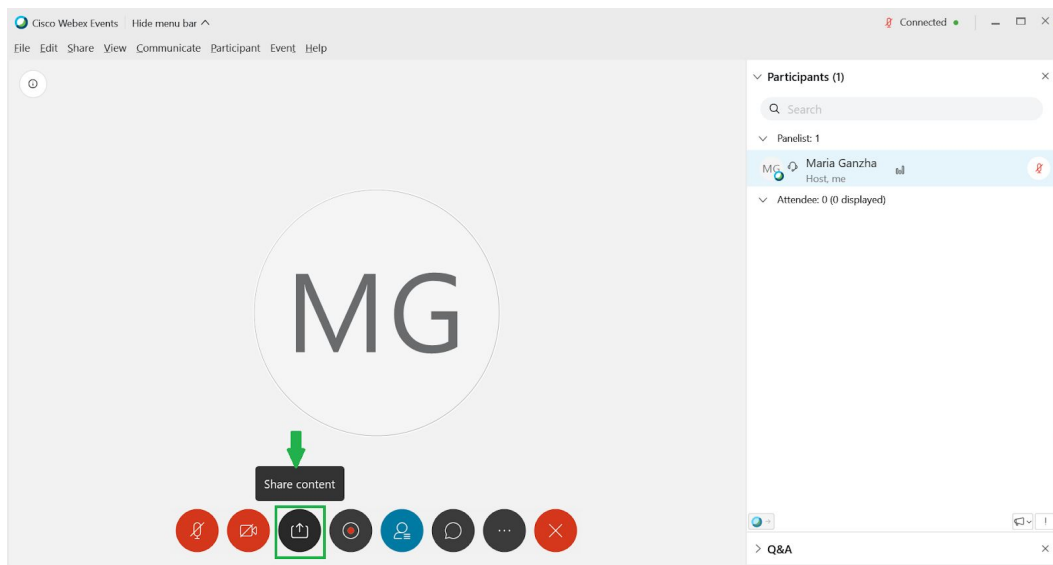 Cisco Webex Events Hide menu bar Connected
File Edit Share View Communicate Participant Event Help
Participants (1)
Search
Panelist: 1
MG Maria Ganzha
Host, me
Attendee: 0 (0 displayed)
MG
Share content
Q&A